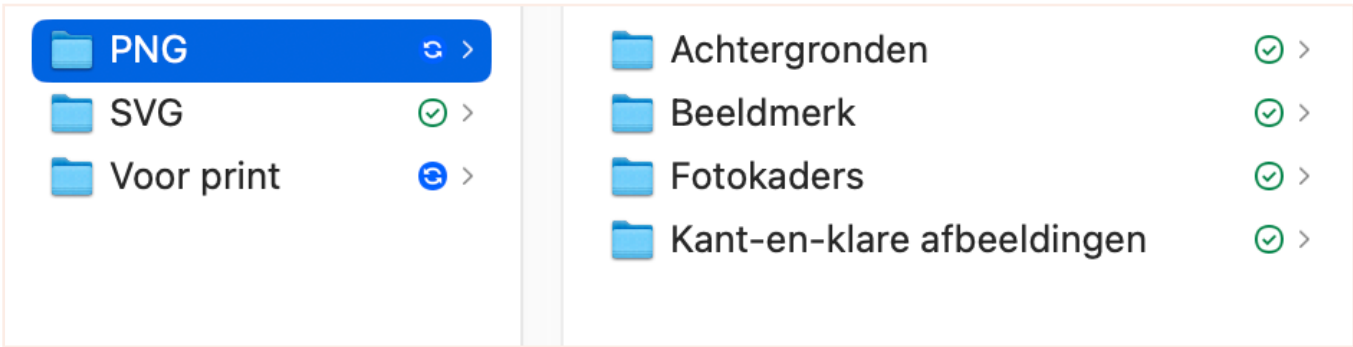 PNG
SVG
Voor print
Achtergronden
Beeldmerk
Fotokaders
Kant-en-klare afbeeldingen